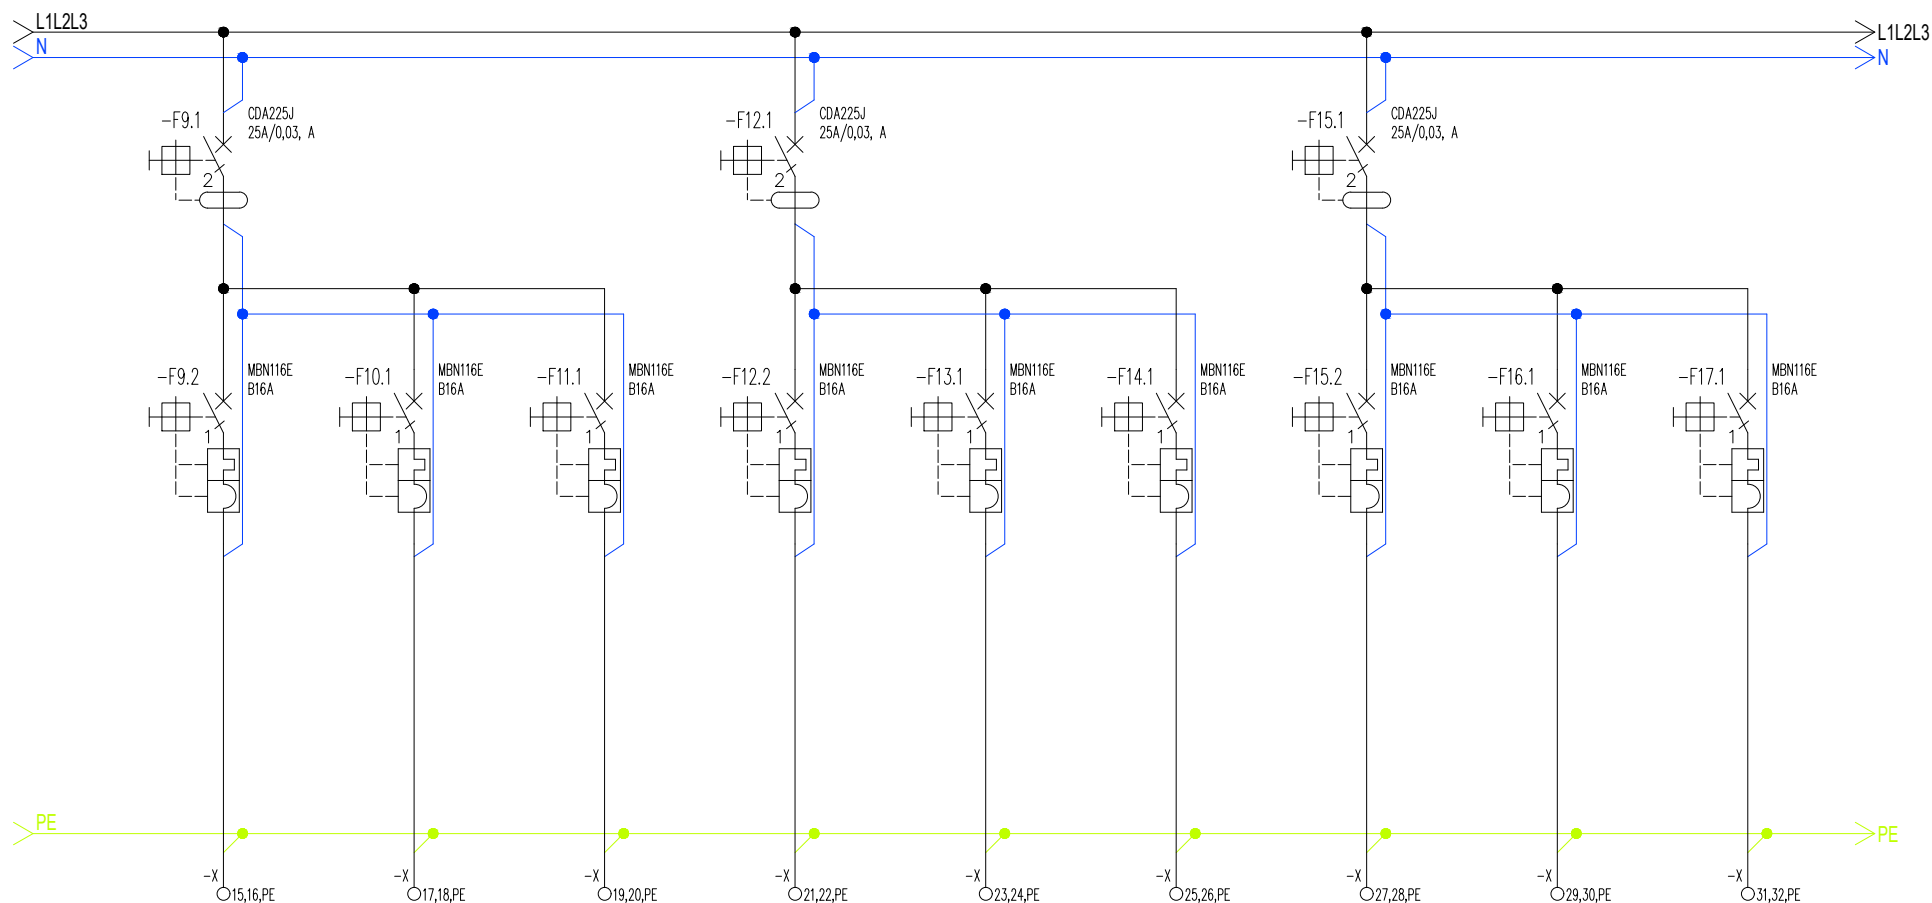 L1L2L3
L1L2L3
N
N
-F9.1
CDA225J
25A/0,03, A
2
-F12.1
CDA225J
25A/0,03, A
2
-F15.1
CDA225J
25A/0,03, A
2
-F9.2
MBN116E
B16A
1
-F10.1
MBN116E
B16A
1
-F11.1
MBN116E
B16A
1
-F12.2
MBN116E
B16A
1
-F13.1
MBN116E
B16A
1
-F14.1
MBN116E
B16A
1
-F15.2
MBN116E
B16A
1
-F16.1
MBN116E
B16A
1
-F17.1
MBN116E
B16A
1
PE
PE
-X
15,16,PE
-X
17,18,PE
-X
19,20,PE
-X
21,22,PE
-X
23,24,PE
-X
25,26,PE
-X
27,28,PE
-X
29,30,PE
-X
31,32,PE